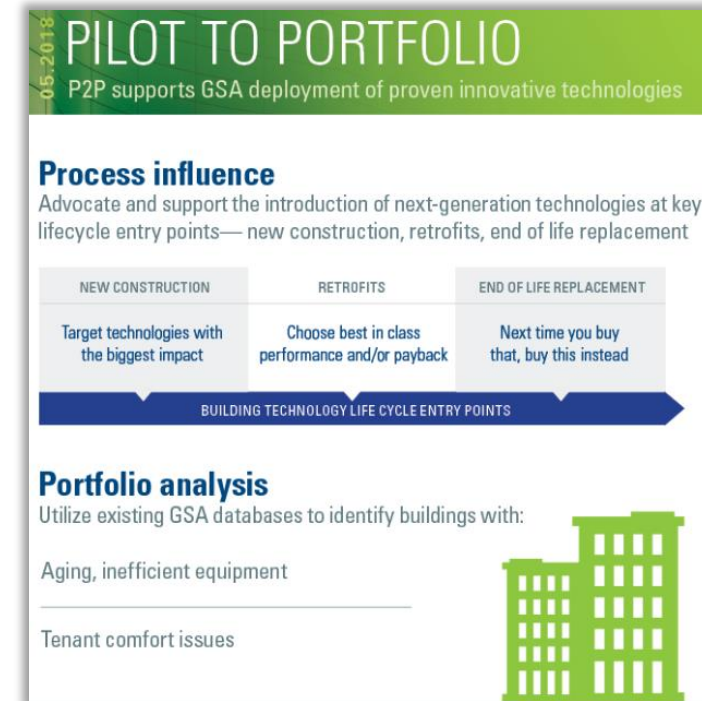 05.2018
PILOT TO PORTFOLIO
P2P supports GSA deployment of proven innovative technologies
Process influence
Advocate and support the introduction of next-generation technologies at key
lifecycle entry points— new construction, retrofits, end of life replacement
NEW CONSTRUCTION
Target technologies with
the biggest impact
RETROFITS
Choose best in class
performance and/or payback
END OF LIFE REPLACEMENT
Next time you buy
that, buy this instead
BUILDING TECHNOLOGY LIFE CYCLE ENTRY POINTS
Portfolio analysis
Utilize existing GSA databases to identify buildings with:
Aging, inefficient equipment
Tenant comfort issues